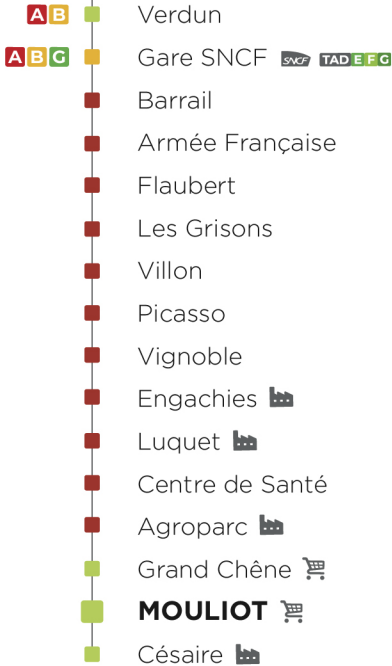 A B Verdun
A B G Gare SNCF SNCF TAD E F G
Barrail
Armée Française
Flaubert
Les Grisons
Villon
Picasso
Vignoble
Engachies
Luquet
Centre de Santé
Agroparc
Grand Chêne
MOULIOT
Césaire